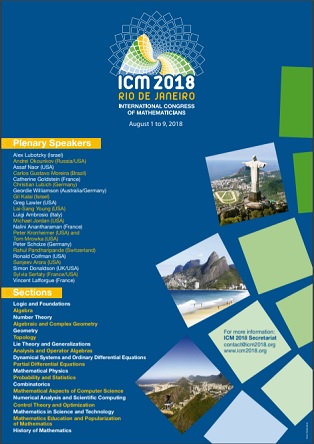 ICM 2018
RIO DE JANEIRO
INTERNATIONAL CONGRESS
OF MATHEMATICIANS
August 1 to 9, 2018
Plenary Speakers
Alex Lubotzky (Israel)
Andrei Okounkov (Russia/USA)
Assaf Naor (USA)
Carlos Gustavo Moreira (Brazil)
Catherine Goldstein (France)
Christian Lubich (Germany)
Geordie Williamson (Australia/Germany)
Gil Kalai (Israel)
Greg Lawler (USA)
Lai-Sang Young (USA)
Luigi Ambrosio (Italy)
Michael Jordan (USA)
Nalini Anantharaman (France)
Peter Kronheimer (USA) and
Tom Mrowka (USA)
Peter Scholze (Germany)
Rahul Pandharipande (Switzerland)
Ronald Coifman (USA)
Sanjeev Arora (USA)
Simon Donaldson (UK/USA)
Sylvia Serfaty (France/USA)
Vincent Lafforgue (France)
Sections
Logic and Foundations
Algebra
Number Theory
Algebraic and Complex Geometry
Geometry
Topology
Lie Theory and Generalizations
Analysis and Operator Algebras
Dynamical Systems and Ordinary Differential Equations
Partial Differential Equations
Mathematical Physics
Probability and Statistics
Combinatorics
Mathematical Aspects of Computer Science
Numerical Analysis and Scientific Computing
Control Theory and Optimization
Mathematics in Science and Technology
Mathematics Education and Popularization
of Mathematics
History of Mathematics
For more information:
ICM 2018 Secretariat
contact@icm2018.org
www.icm2018.org